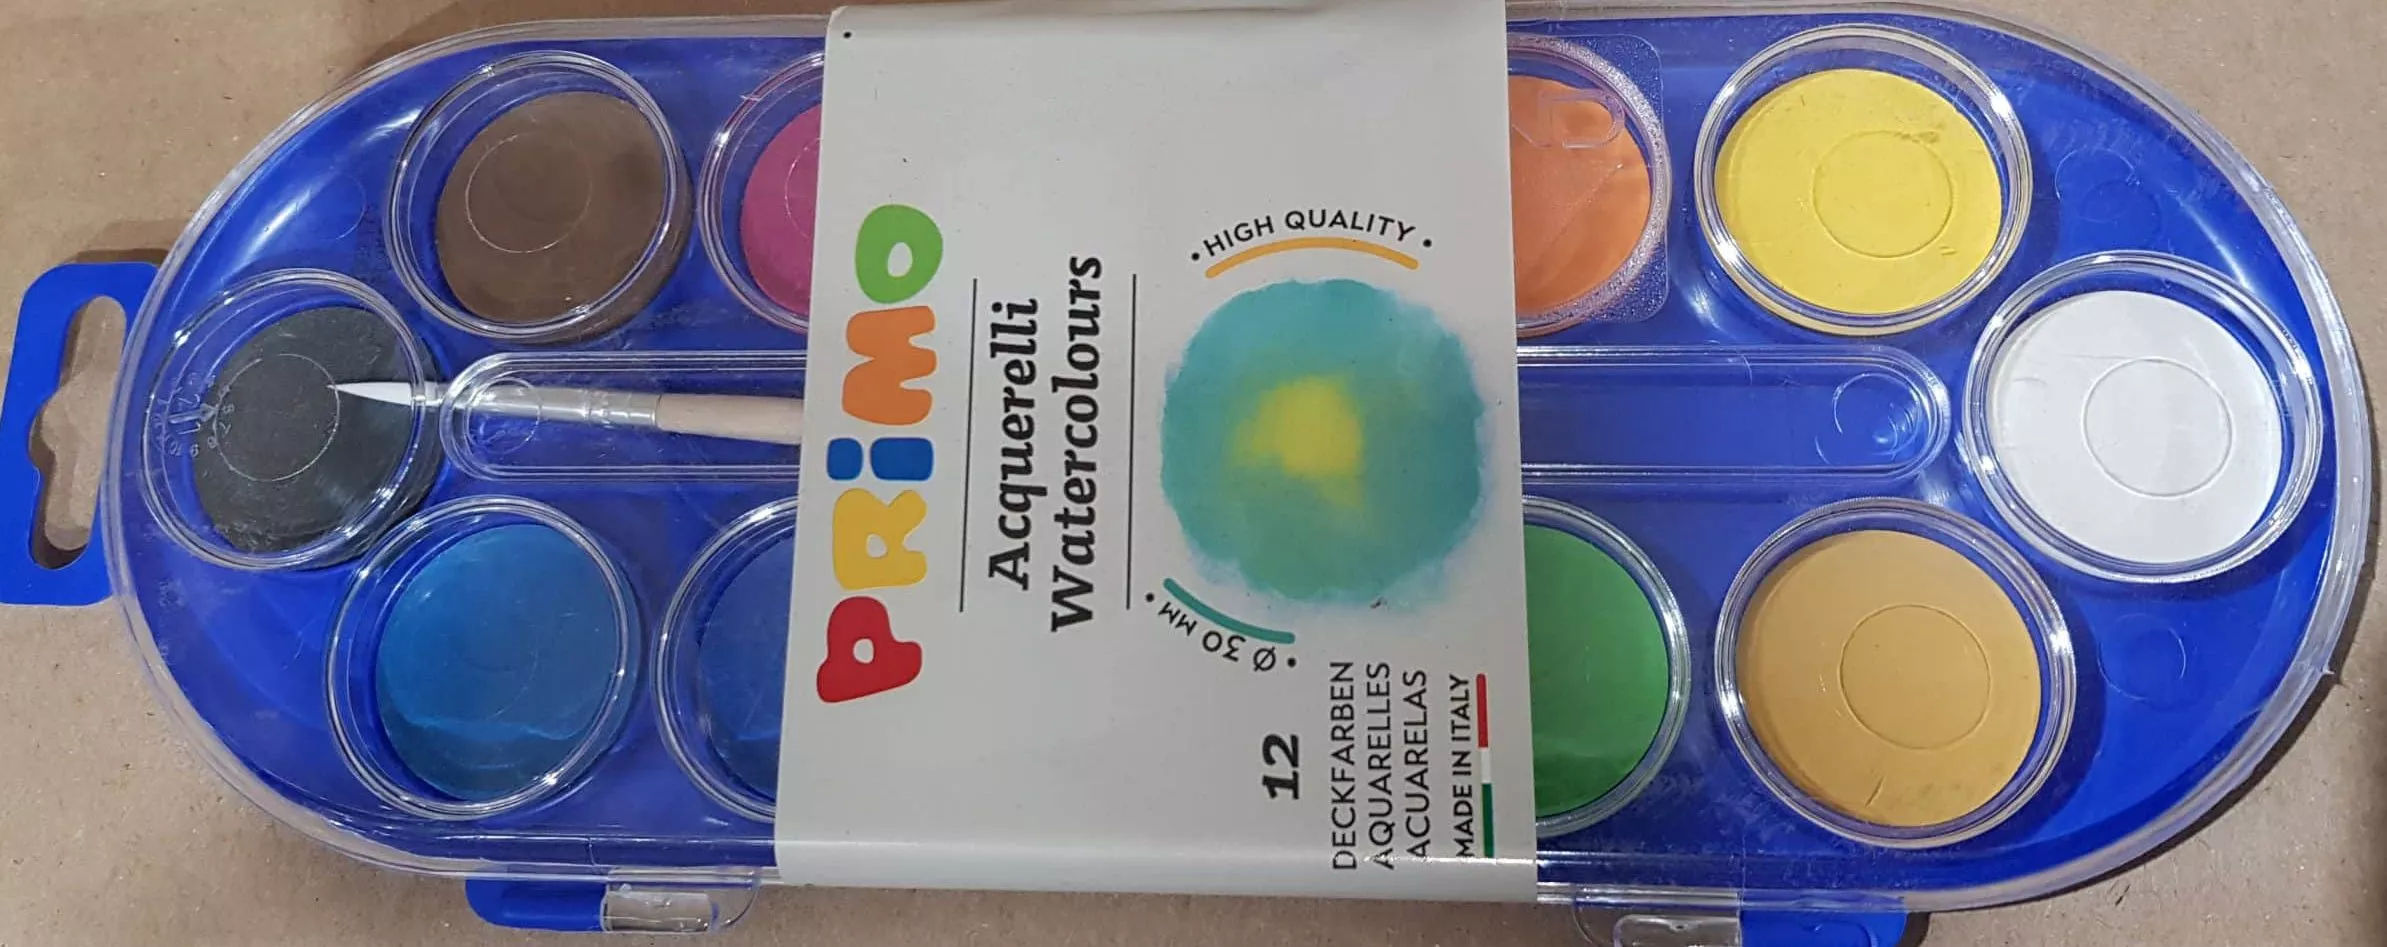 PRiMO
Acquerelli
Watercolours
• HIGH QUALITY •
• Ø 30 MM •
12
DECKFARBEN
AQUARELLES
ACUARELAS
MADE IN ITALY